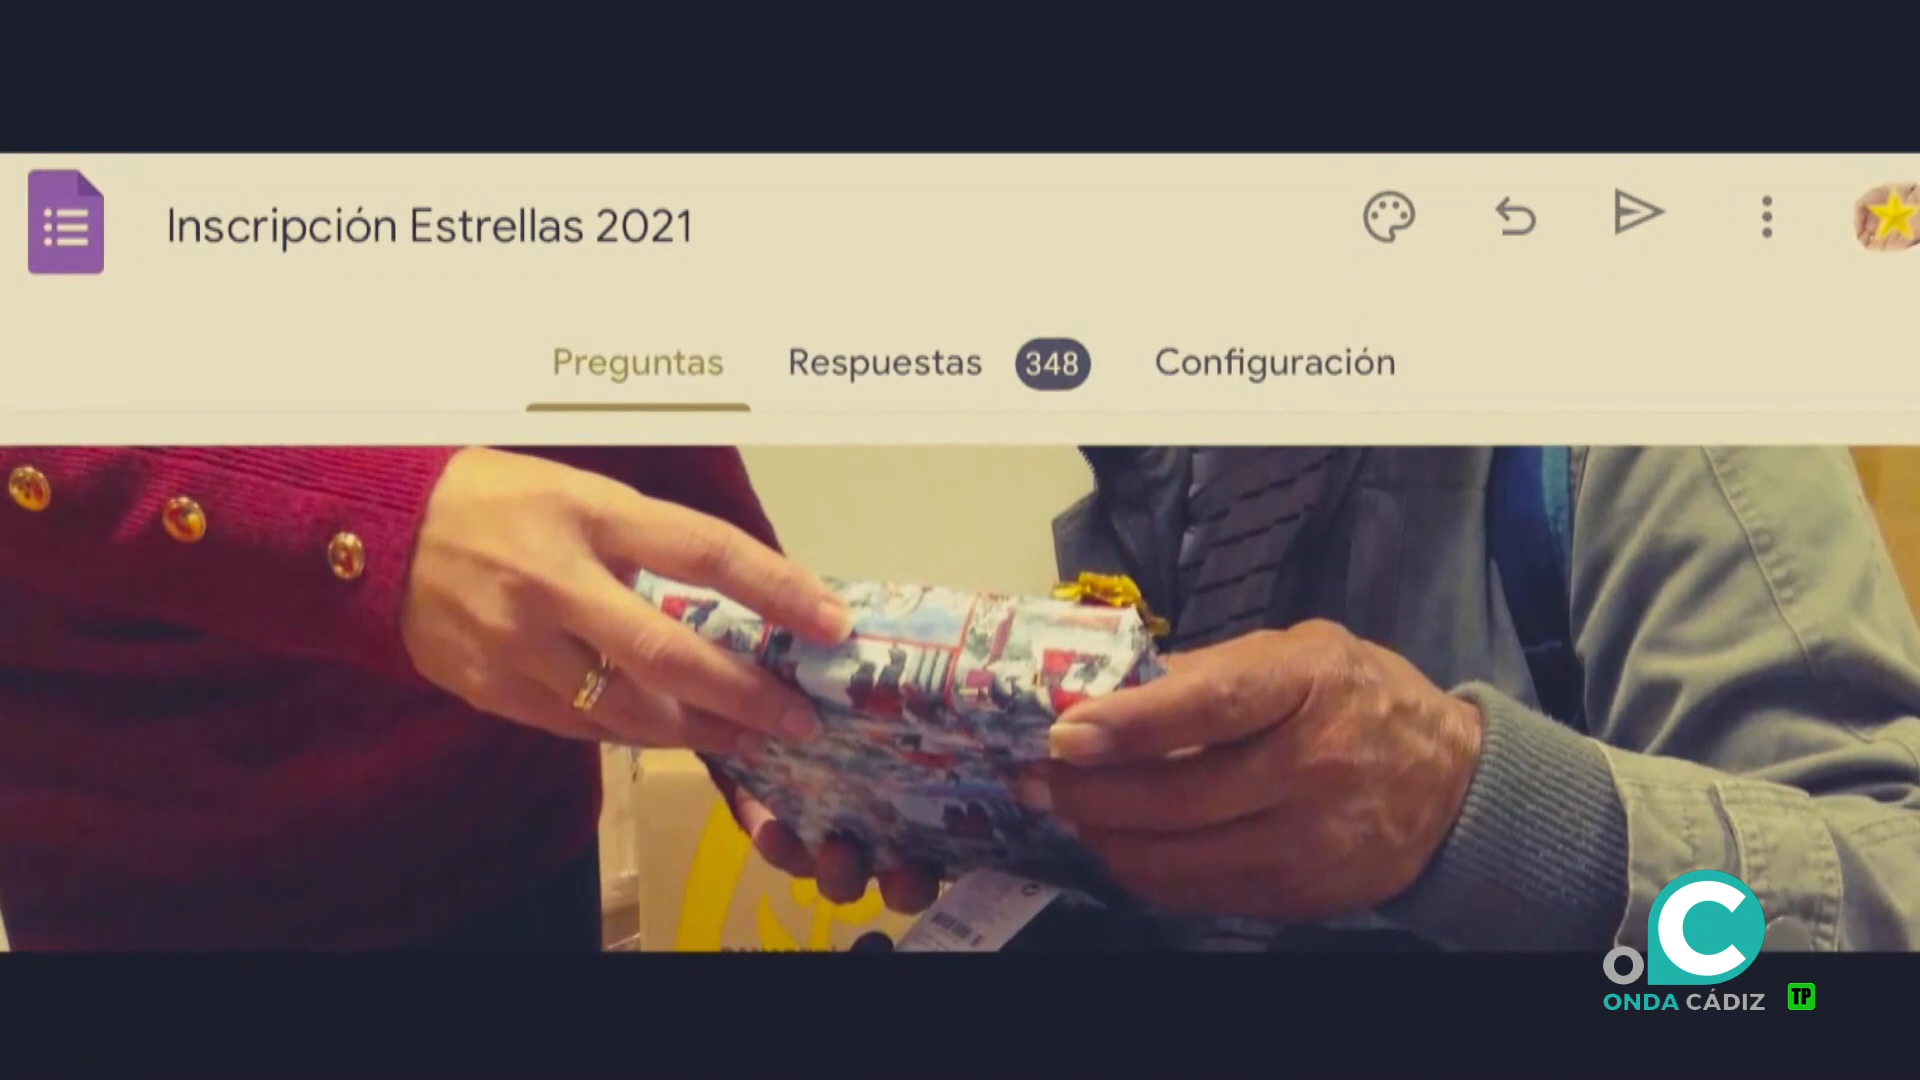 Inscripción Estrellas 2021
Preguntas Respuestas 348 Configuración
ONDA CÁDIZ TP